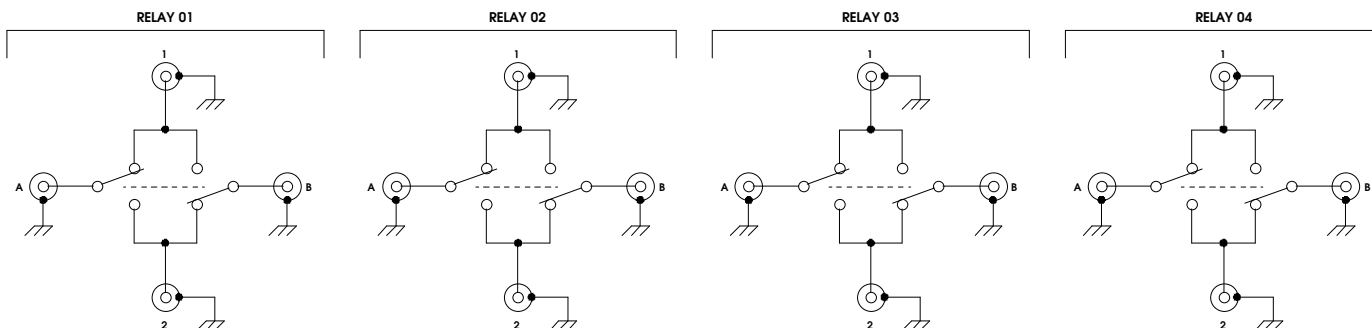 RELAY 01 RELAY 02 RELAY 03 RELAY 04
1 1 1 1
A B A B A B A B
2 2 2 2